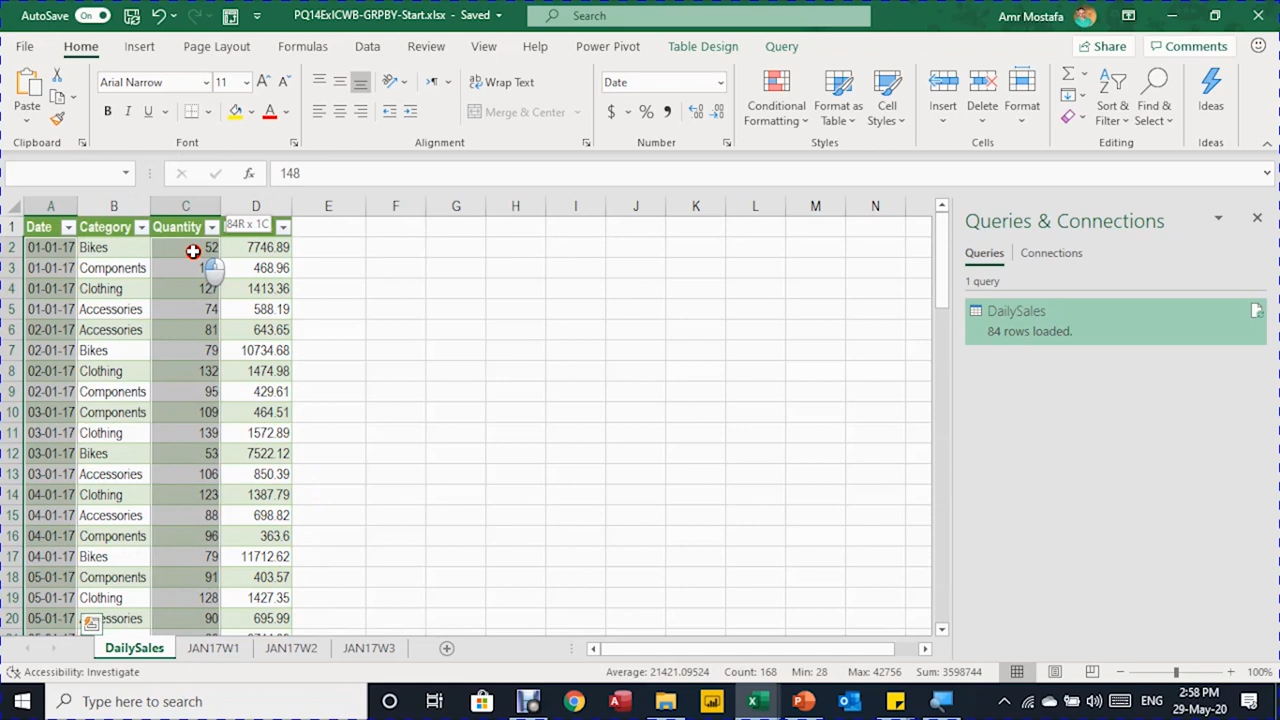 AutoSave On PQ14ExICWB-GRPBY-Start.xlsx - Saved Search Amr Mostafa
File Home Insert Page Layout Formulas Data Review View Help Power Pivot Table Design Query Share Comments
Paste Arial Narrow 11 Wrap Text Date Conditional Formatting Format as Table Cell Styles Insert Delete Format Sort & Filter Find & Select Ideas
B I U A Merge & Center $ %
Clipboard Font Alignment Number Styles Cells Editing Ideas
fx 148
A B C D E F G H I J K L M N
1 Date Category Quantity 84R x 1C
2 01-01-17 Bikes 52 7746.89
3 01-01-17 Components 468.96
4 01-01-17 Clothing 127 1413.36
5 01-01-17 Accessories 74 588.19
6 02-01-17 Accessories 81 643.65
7 02-01-17 Bikes 79 10734.68
8 02-01-17 Clothing 132 1474.98
9 02-01-17 Components 95 429.61
10 03-01-17 Components 109 464.51
11 03-01-17 Clothing 139 1572.89
12 03-01-17 Bikes 53 7522.12
13 03-01-17 Accessories 106 850.39
14 04-01-17 Clothing 123 1387.79
15 04-01-17 Accessories 88 698.82
16 04-01-17 Components 96 363.6
17 04-01-17 Bikes 79 11712.62
18 05-01-17 Components 91 403.57
19 05-01-17 Clothing 128 1427.35
20 05-01-17 90 695.99
Queries & Connections
Queries Connections
1 query
DailySales
84 rows loaded.
DailySales JAN17W1 JAN17W2 JAN17W3
Accessibility: Investigate Average: 21421.09524 Count: 168 Min: 28 Max: 42756 Sum: 3598744 100%
Type here to search ENG 2:58 PM
29-May-20